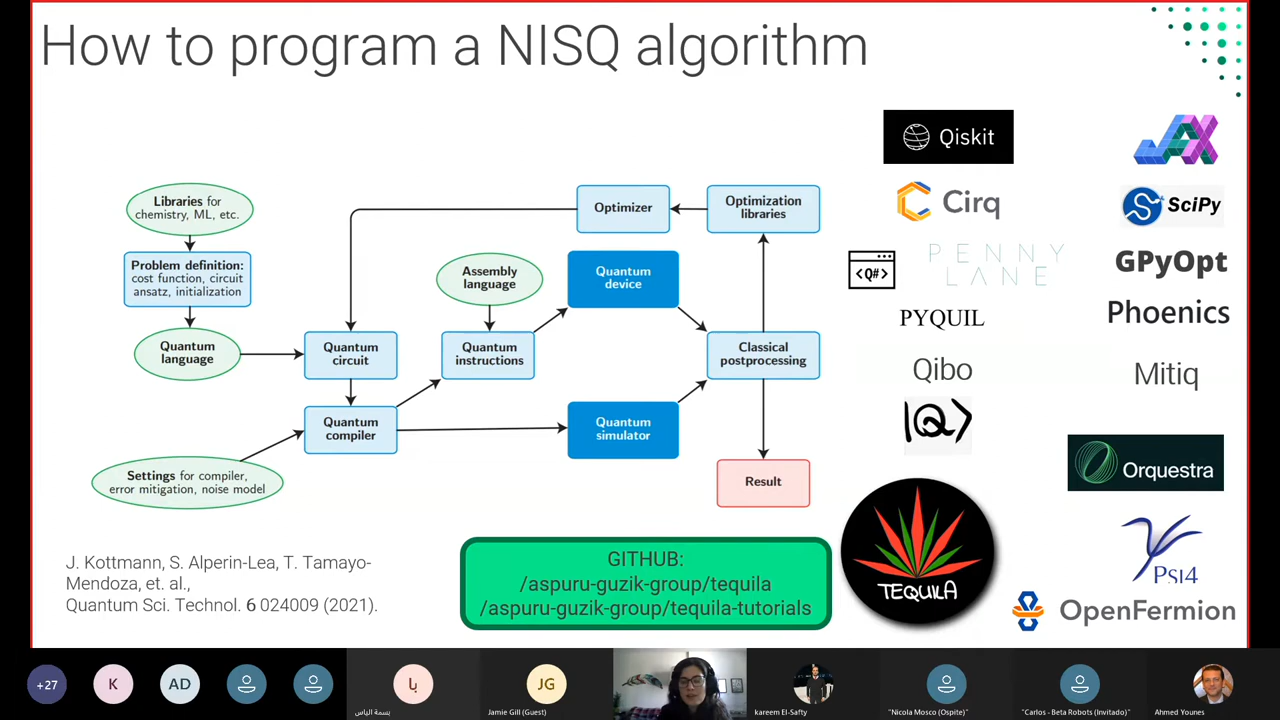 How to program a NISQ algorithm
Libraries for
chemistry, ML, etc.
Problem definition:
cost function, circuit
ansatz, initialization
Quantum
language
Settings for compiler,
error mitigation, noise model
Quantum
circuit
Quantum
compiler
Assembly
language
Quantum
instructions
Optimizer
Optimization
libraries
Quantum
device
Classical
postprocessing
Quantum
simulator
Result
Qiskit
Cirq
<Q#>
PENNY
LANE
PYQUIL
Qibo
|Q⟩
TEQUILA
JAX
SciPy
GPyOpt
Phoenics
Mitiq
Orquestra
PSI4
OpenFermion
J. Kottmann, S. Alperin-Lea, T. Tamayo-
Mendoza, et. al.,
Quantum Sci. Technol. 6 024009 (2021).
GITHUB:
/aspuru-guzik-group/tequila
/aspuru-guzik-group/tequila-tutorials
+27
K
AD
با
بسمة الياس
JG
Jamie Gill (Guest)
kareem El-Safty
"Nicola Mosco (Ospite)"
"Carlos - Beta Robots (Invitado)"
Ahmed Younes